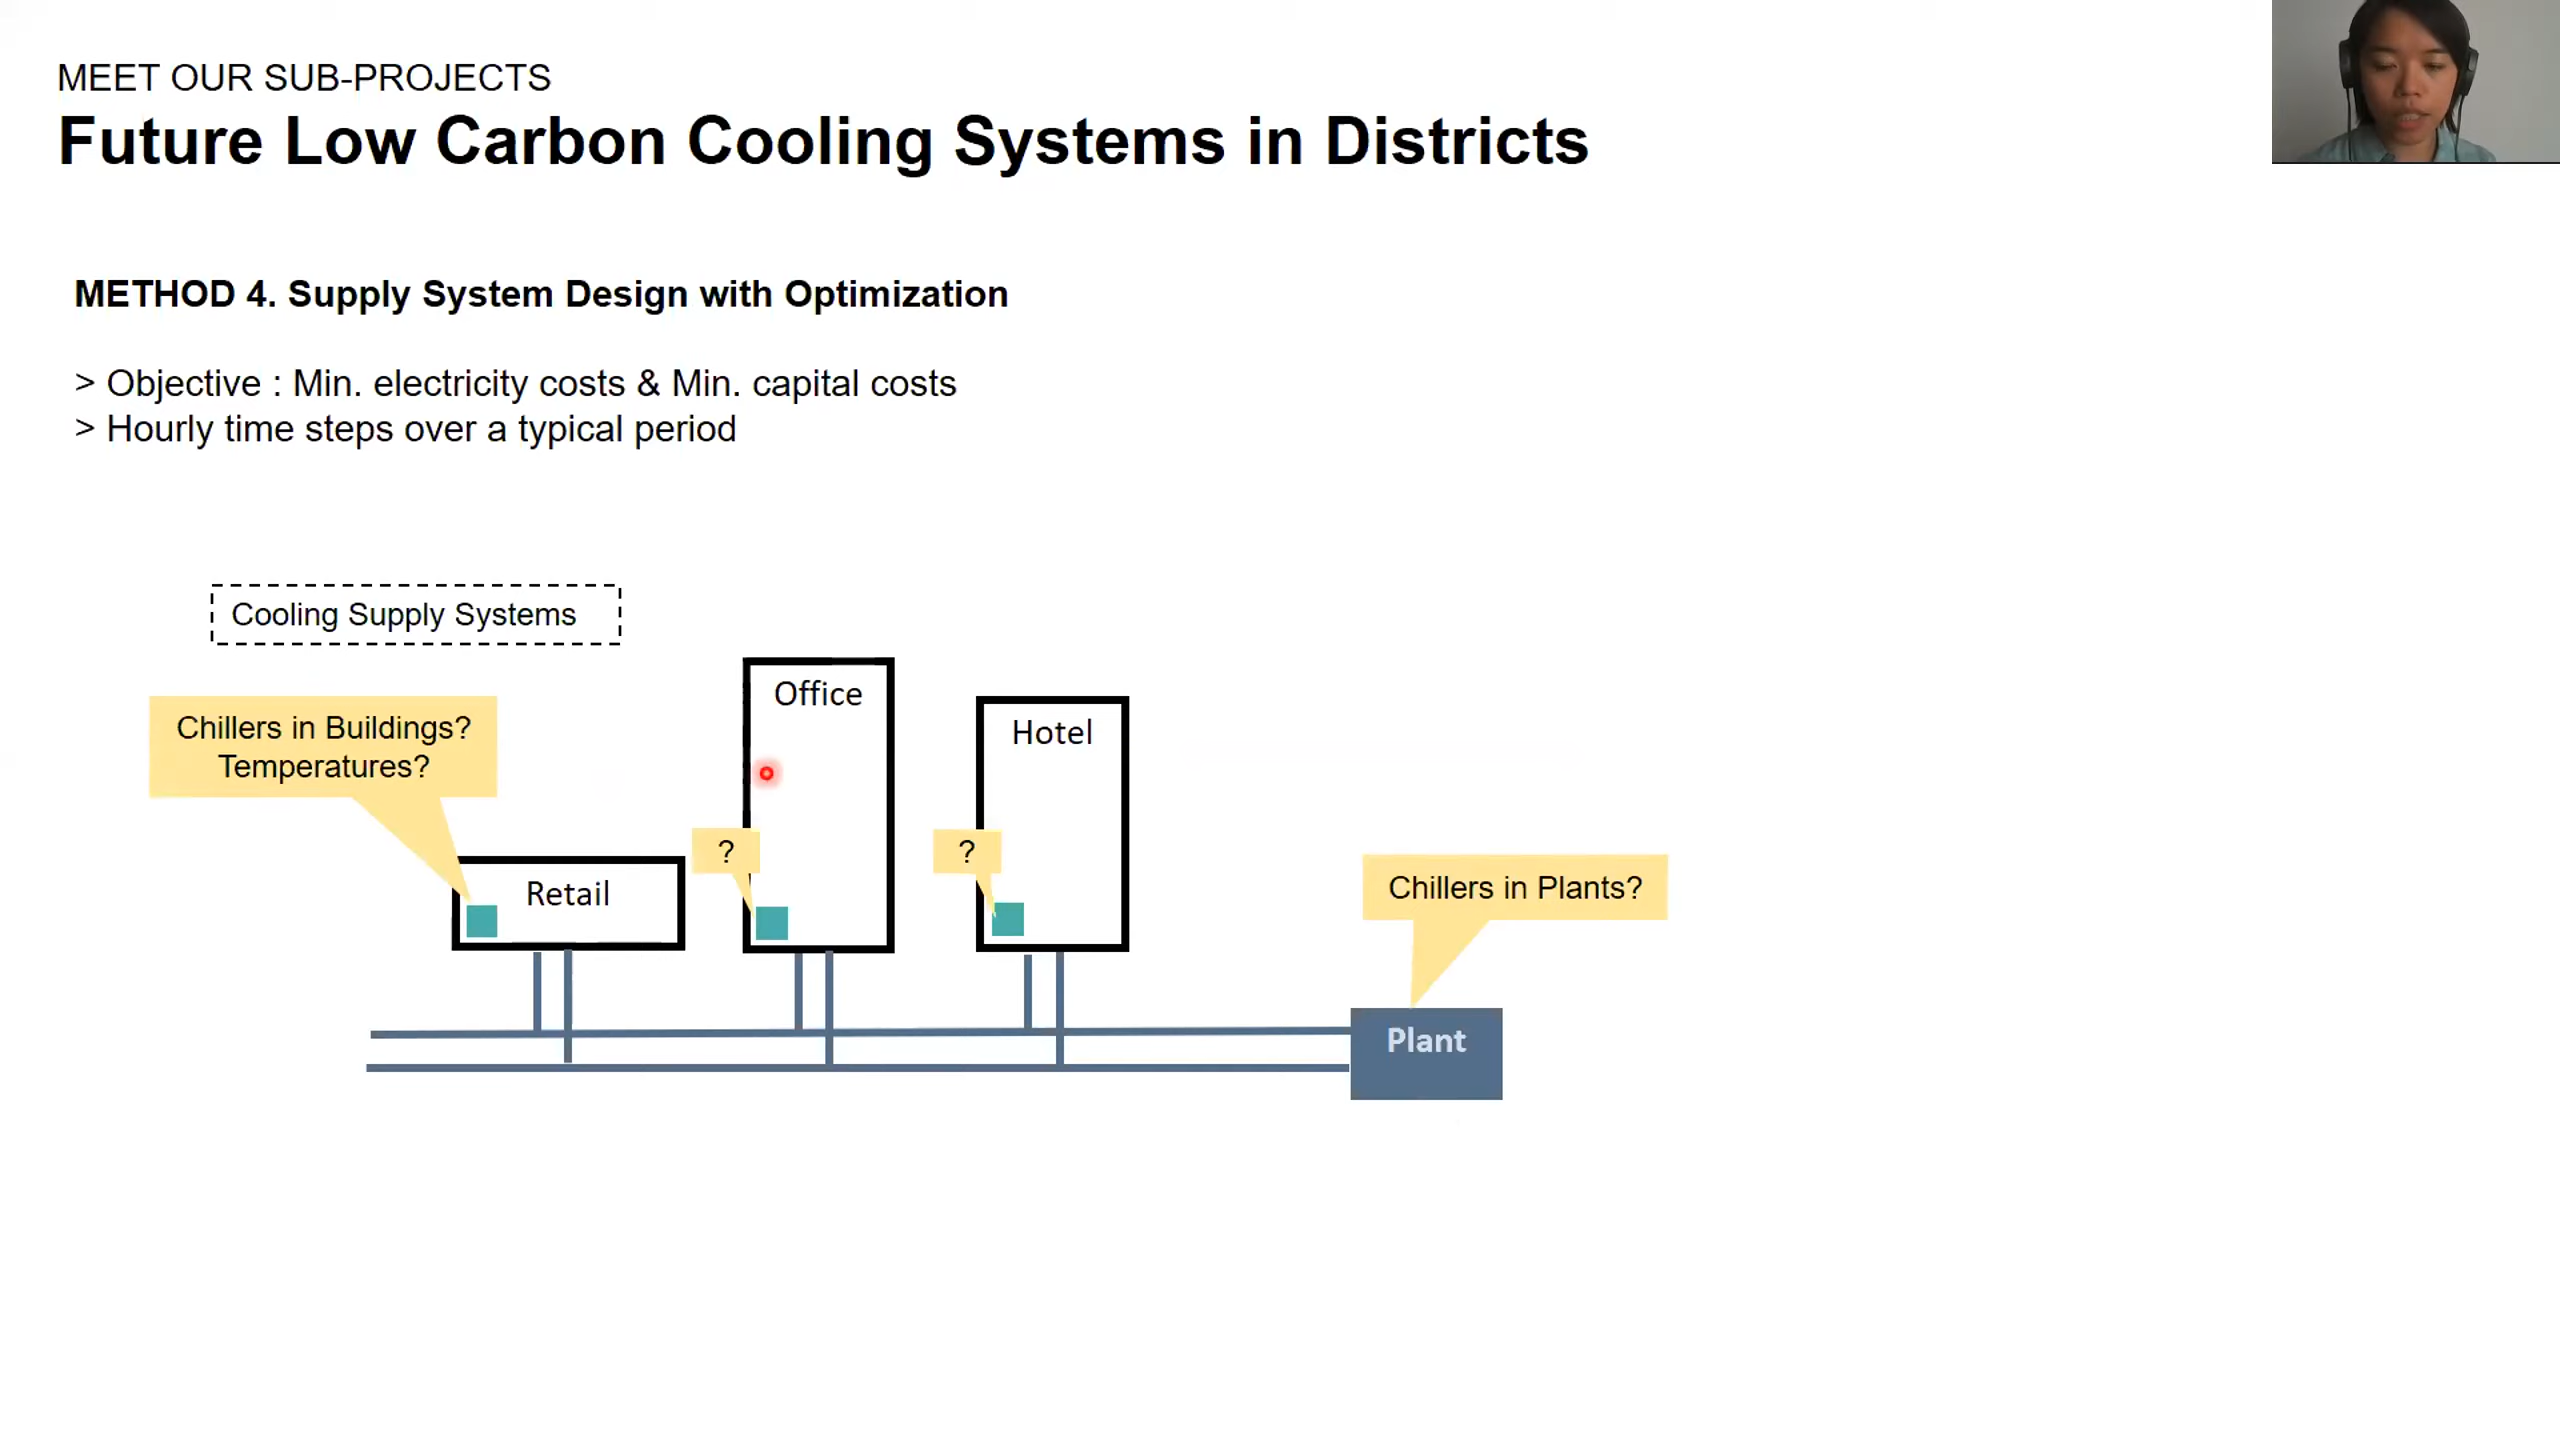 MEET OUR SUB-PROJECTS
Future Low Carbon Cooling Systems in Districts
METHOD 4. Supply System Design with Optimization
> Objective : Min. electricity costs & Min. capital costs
> Hourly time steps over a typical period
Cooling Supply Systems
Chillers in Buildings?
Temperatures?
Office
Hotel
?
?
Retail
Chillers in Plants?
Plant